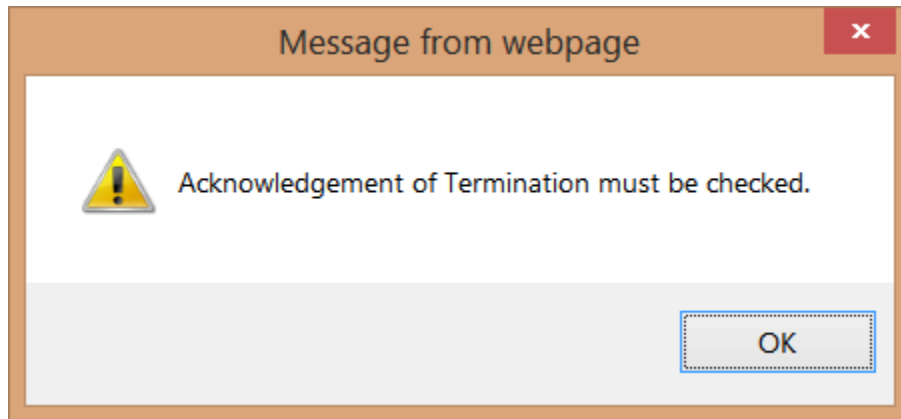 Message from webpage
x
Acknowledgement of Termination must be checked.
OK